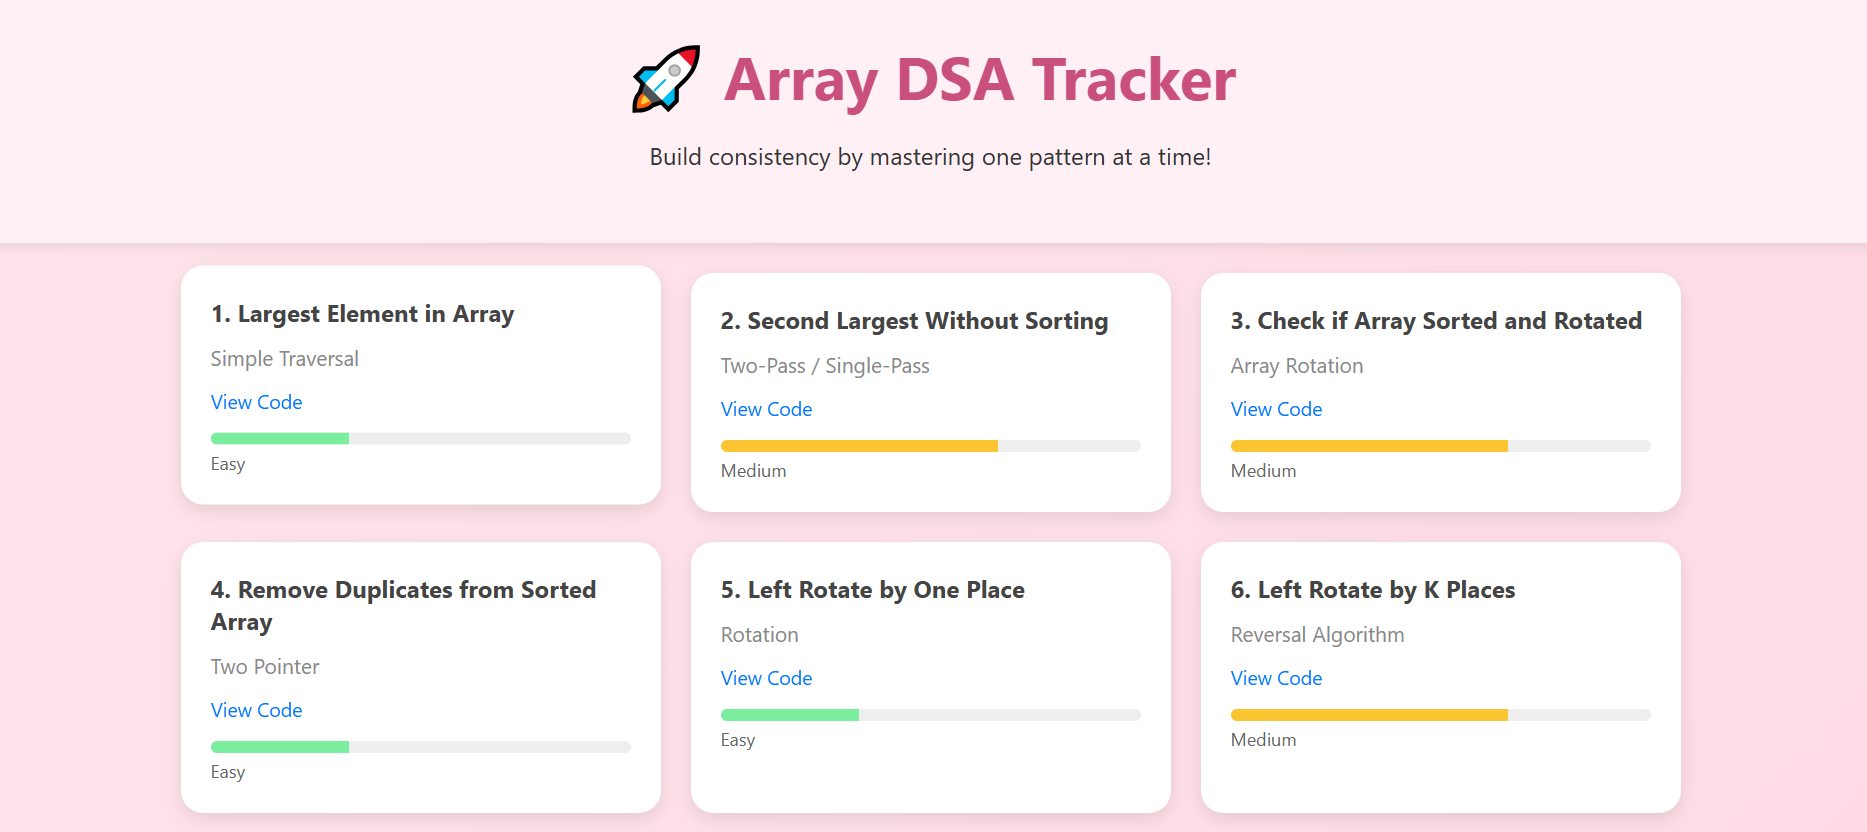 Array DSA Tracker
Build consistency by mastering one pattern at a time!
1. Largest Element in Array
Simple Traversal
View Code
Easy
2. Second Largest Without Sorting
Two-Pass / Single-Pass
View Code
Medium
3. Check if Array Sorted and Rotated
Array Rotation
View Code
Medium
4. Remove Duplicates from Sorted
Array
Two Pointer
View Code
Easy
5. Left Rotate by One Place
Rotation
View Code
Easy
6. Left Rotate by K Places
Reversal Algorithm
View Code
Medium